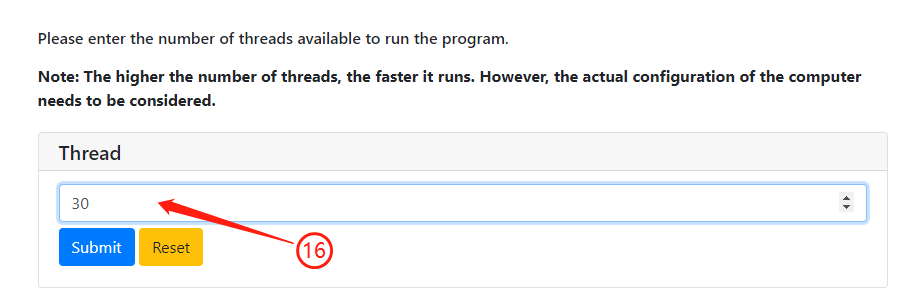 Please enter the number of threads available to run the program.
Note: The higher the number of threads, the faster it runs. However, the actual configuration of the computer
needs to be considered.
Thread
30
Submit Reset
16